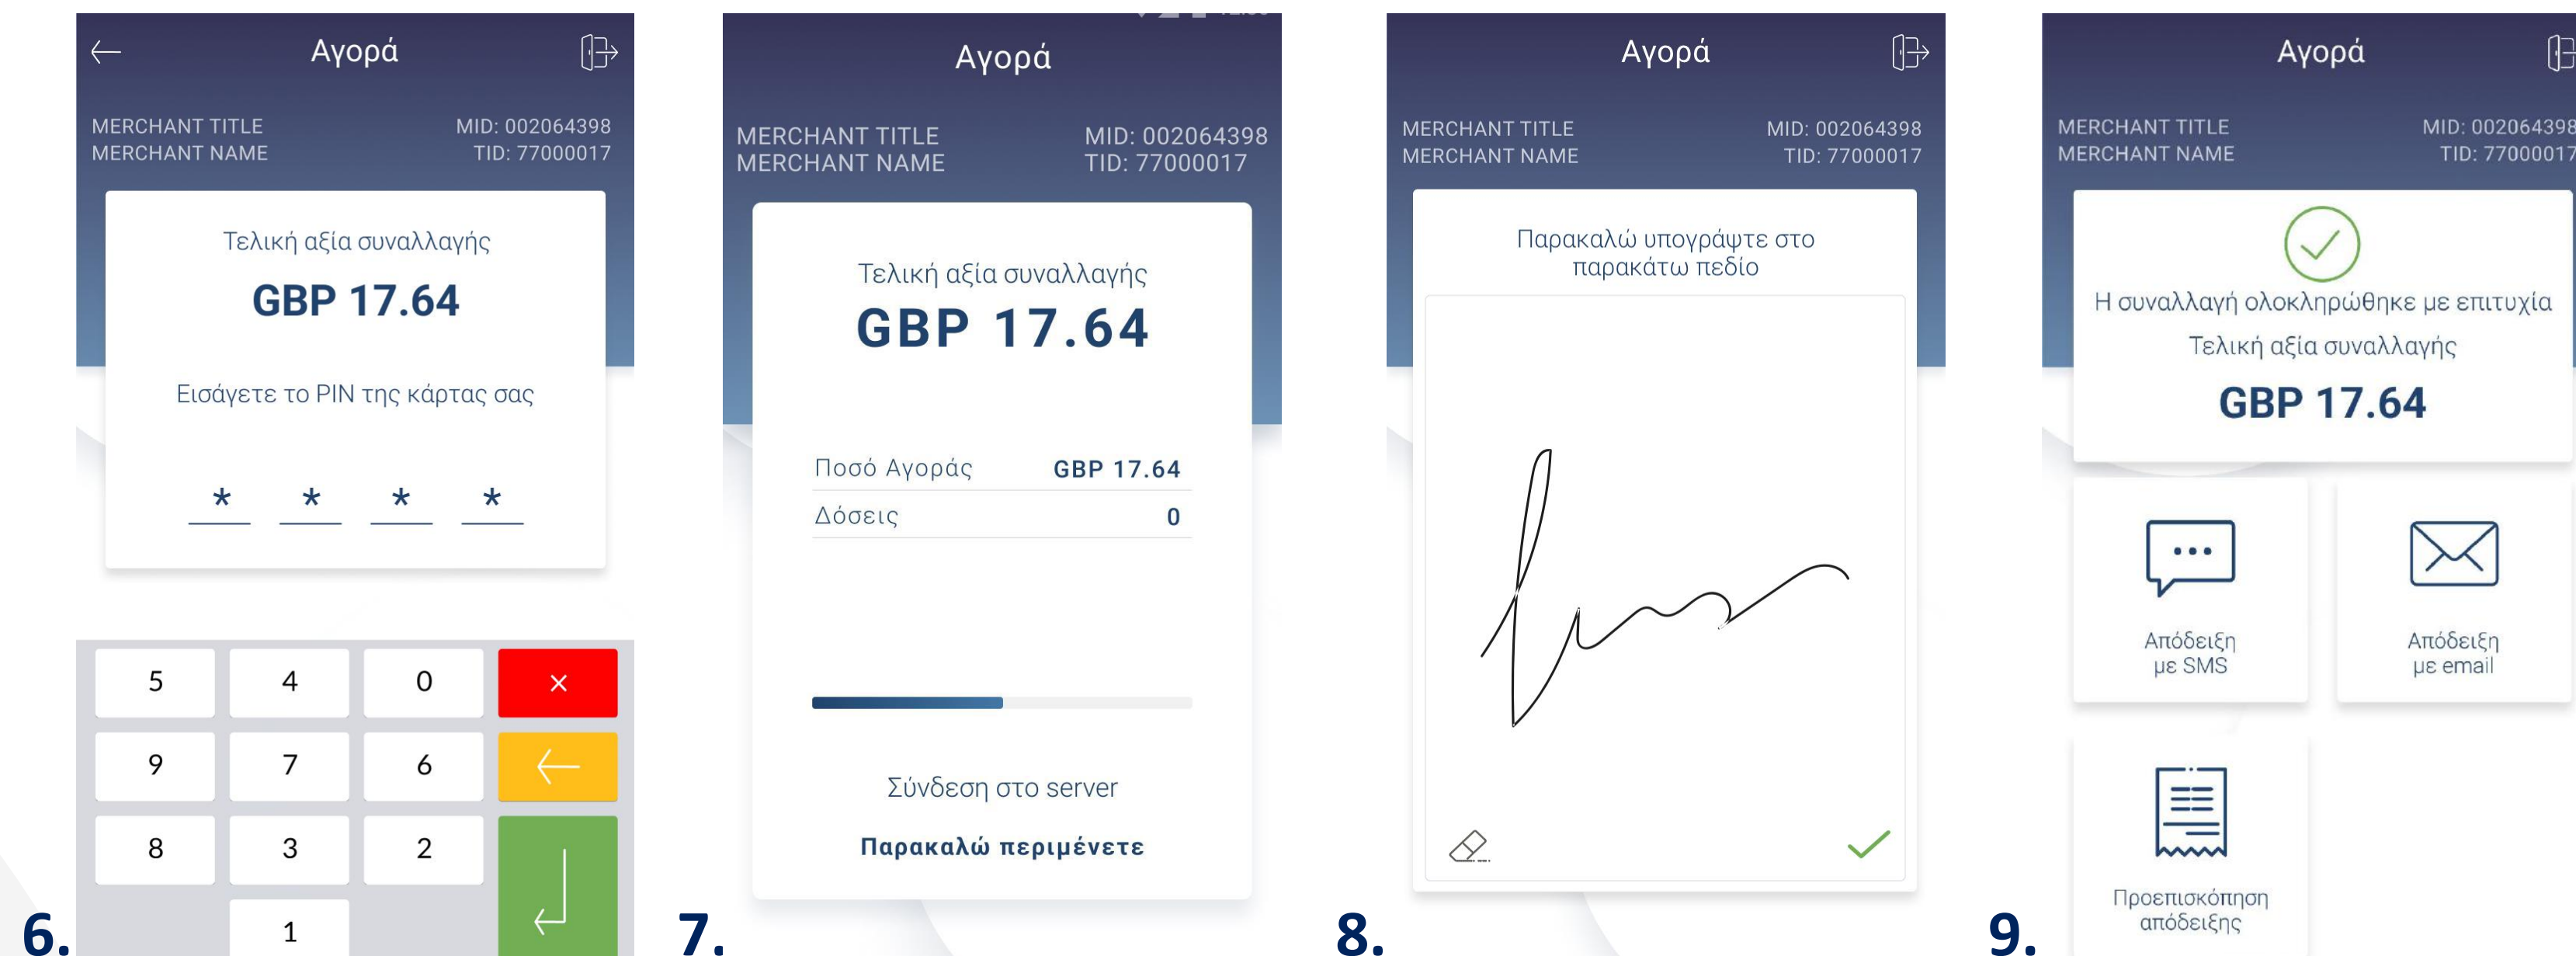 Αγορά
MERCHANT TITLE MID: 002064398
MERCHANT NAME TID: 77000017
Τελική αξία συναλλαγής
GBP 17.64
Εισάγετε το PIN της κάρτας σας
* * * *
5 4 0 ×
9 7 6
8 3 2
1
6.
Αγορά
MERCHANT TITLE MID: 002064398
MERCHANT NAME TID: 77000017
Τελική αξία συναλλαγής
GBP 17.64
Ποσό Αγοράς GBP 17.64
Δόσεις 0
Σύνδεση στο server
Παρακαλώ περιμένετε
7.
Αγορά
MERCHANT TITLE MID: 002064398
MERCHANT NAME TID: 77000017
Παρακαλώ υπογράψτε στο
παρακάτω πεδίο
8.
Αγορά
MERCHANT TITLE MID: 002064398
MERCHANT NAME TID: 77000017
Η συναλλαγή ολοκληρώθηκε με επιτυχία
Τελική αξία συναλλαγής
GBP 17.64
Απόδειξη
με SMS
Απόδειξη
με email
Προεπισκόπηση
απόδειξης
9.